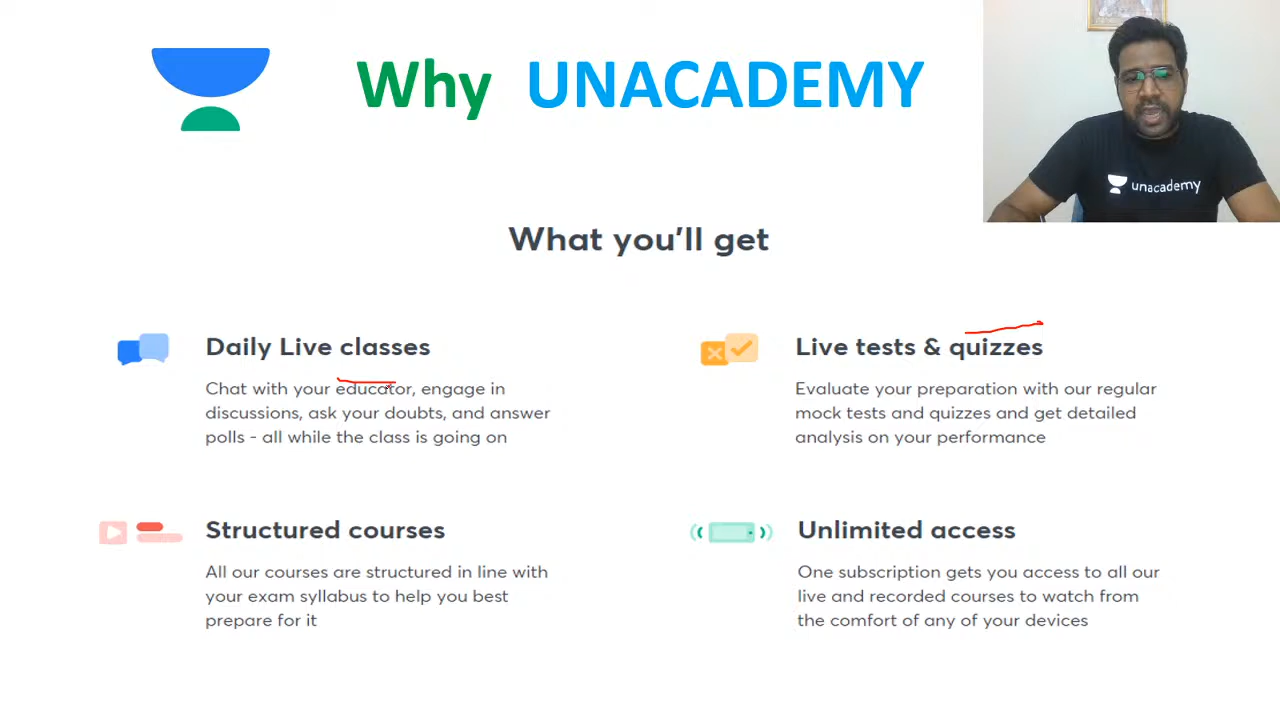 Why UNACADEMY
unacademy
What you'll get
Daily Live classes
Chat with your educator, engage in
discussions, ask your doubts, and answer
polls - all while the class is going on
Live tests & quizzes
Evaluate your preparation with our regular
mock tests and quizzes and get detailed
analysis on your performance
Structured courses
All our courses are structured in line with
your exam syllabus to help you best
prepare for it
Unlimited access
One subscription gets you access to all our
live and recorded courses to watch from
the comfort of any of your devices